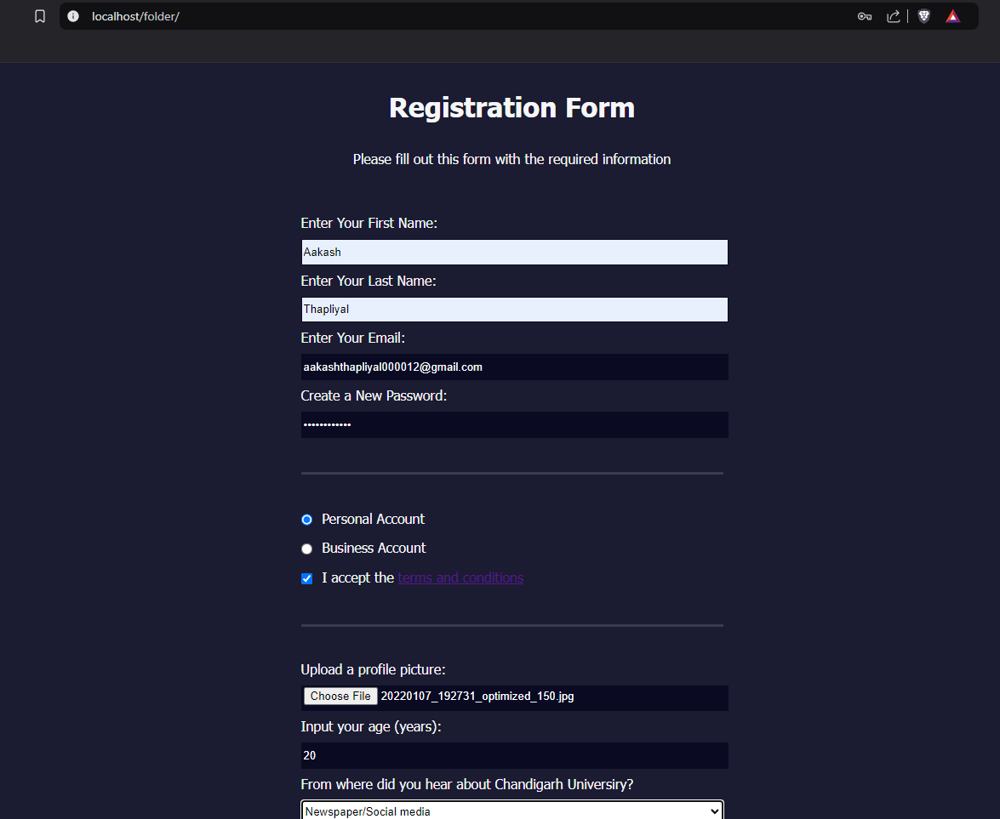 localhost/folder/
Registration Form
Please fill out this form with the required information
Enter Your First Name:
Aakash
Enter Your Last Name:
Thapliyal
Enter Your Email:
aakashthapliyal000012@gmail.com
Create a New Password:
••••••••••••
Personal Account
Business Account
I accept the terms and conditions
Upload a profile picture:
Choose File 20220107_192731_optimized_150.jpg
Input your age (years):
20
From where did you hear about Chandigarh Universiry?
Newspaper/Social media